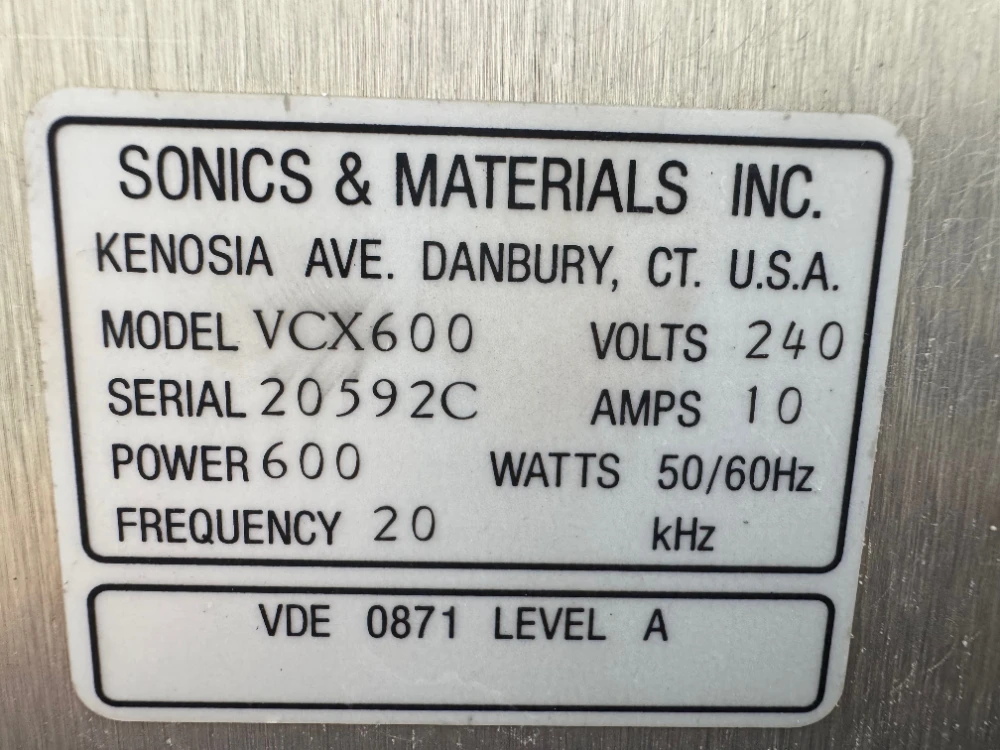 SONICS & MATERIALS INC.
KENOSIA AVE. DANBURY, CT. U.S.A.
MODEL VCX600 VOLTS 240
SERIAL 20592C AMPS 10
POWER 600 WATTS 50/60Hz
FREQUENCY 20 kHz
VDE 0871 LEVEL A